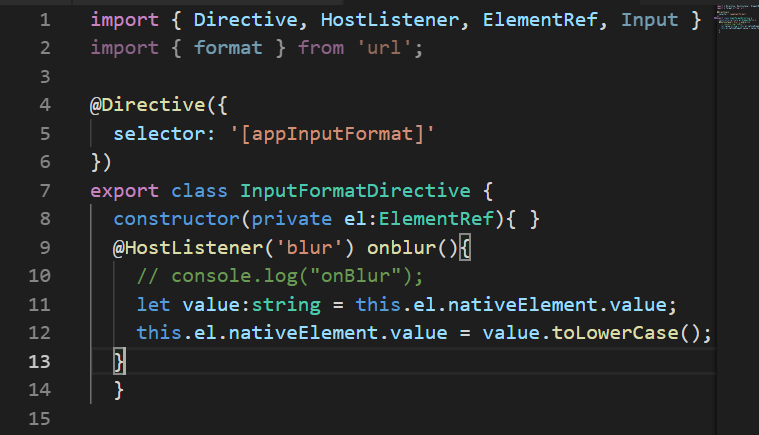 1 import { Directive, HostListener, ElementRef, Input }
2 import { format } from 'url';
3
4 @Directive({
5   selector: '[appInputFormat]'
6 })
7 export class InputFormatDirective {
8   constructor(private el:ElementRef){ }
9   @HostListener('blur') onblur(){
10     // console.log("onBlur");
11     let value:string = this.el.nativeElement.value;
12     this.el.nativeElement.value = value.toLowerCase();
13   }
14   }
15